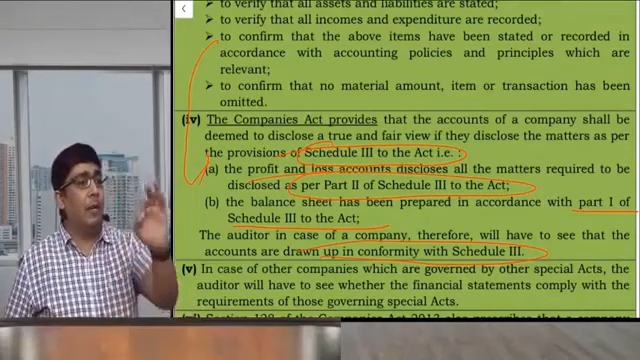 ➢ to verify that all assets and liabilities are stated;
➢ to verify that all incomes and expenditure are recorded;
➢ to confirm that the above items have been stated or recorded in
accordance with accounting policies and principles which are
relevant;
➢ to confirm that no material amount, item or transaction has been
omitted.
(iv) The Companies Act provides that the accounts of a company shall be
deemed to disclose a true and fair view if they disclose the matters as per
the provisions of Schedule III to the Act i.e. :
(a) the profit and loss accounts discloses all the matters required to be
disclosed as per Part II of Schedule III to the Act;
(b) the balance sheet has been prepared in accordance with part I of
Schedule III to the Act;
The auditor in case of a company, therefore, will have to see that the
accounts are drawn up in conformity with Schedule III.
(v) In case of other companies which are governed by other special Acts, the
auditor will have to see whether the financial statements comply with the
requirements of those governing special Acts.